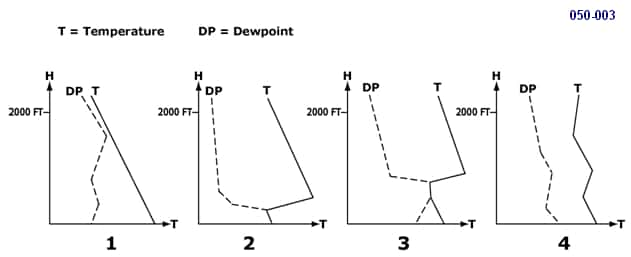 050-003
T = Temperature DP = Dewpoint
H H H H
DP T DP T DP T DP T
2000 FT 2000 FT 2000 FT 2000 FT
T T T T
1 2 3 4